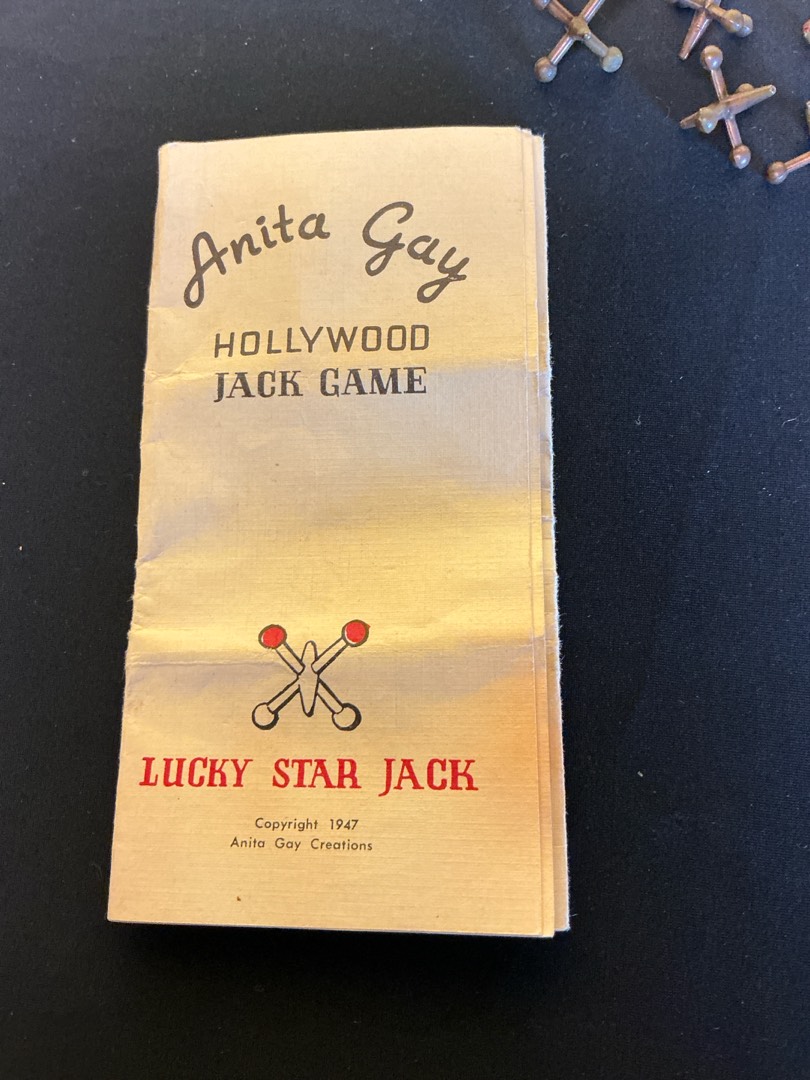 Anita Gay
HOLLYWOOD
JACK GAME
LUCKY STAR JACK
Copyright 1947
Anita Gay Creations